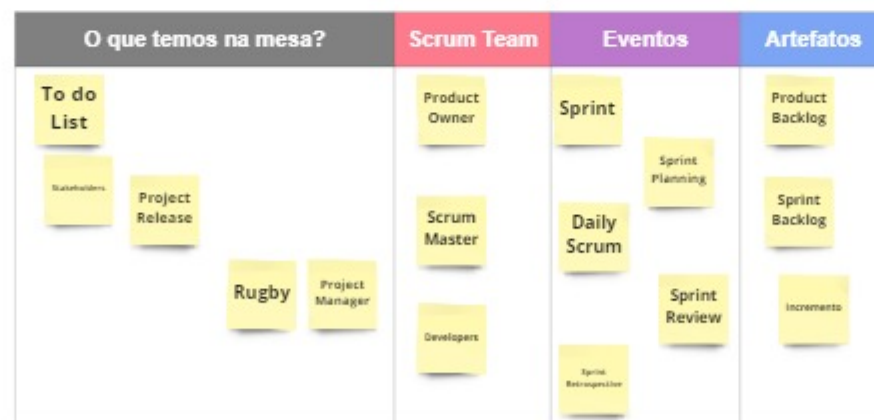 O que temos na mesa?
Scrum Team
Eventos
Artefatos
To do
List
Stakeholders
Project
Release
Rugby
Project
Manager
Product
Owner
Scrum
Master
Developers
Sprint
Sprint
Planning
Daily
Scrum
Sprint
Review
Sprint
Retrospective
Product
Backlog
Sprint
Backlog
Incremento